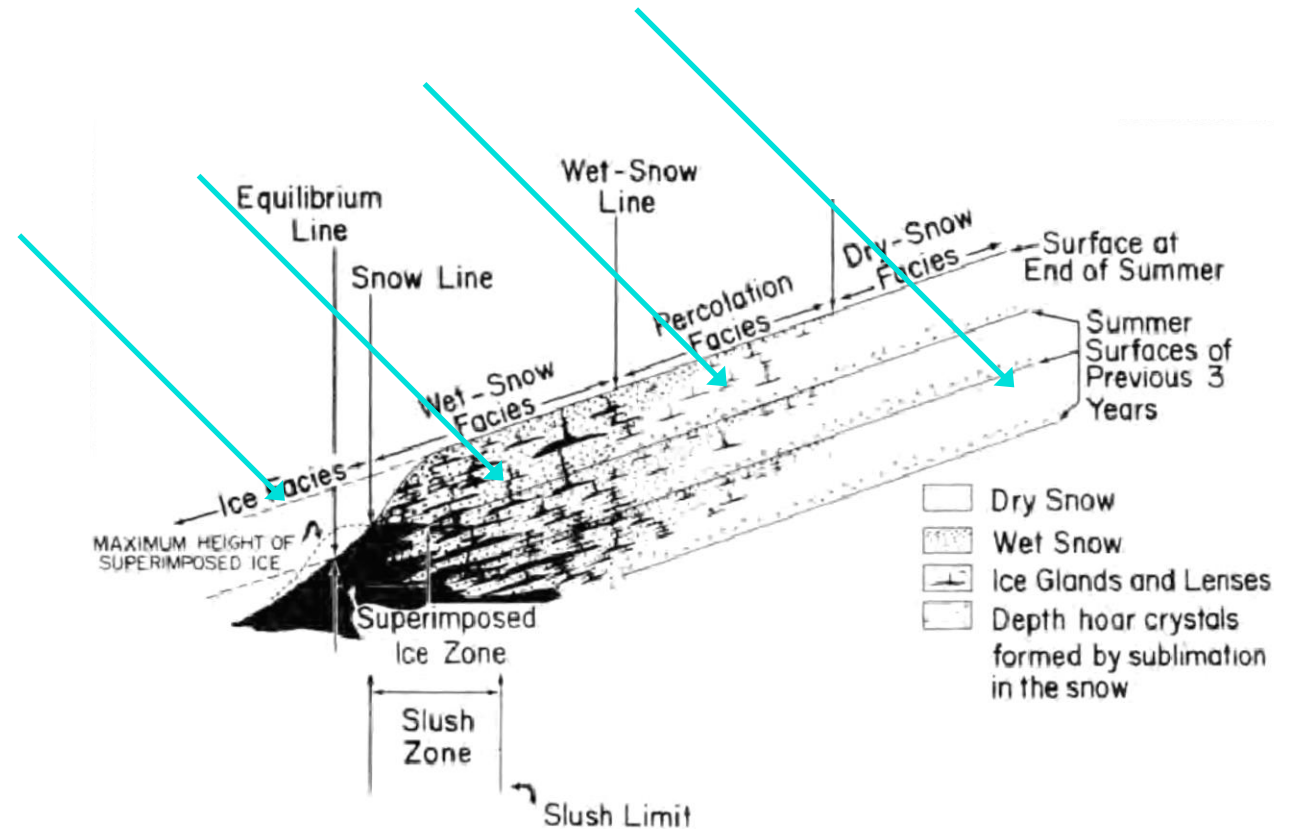 Wet-Snow
Line
Equilibrium
Line
Snow Line
Dry-Snow
Facies
Surface at
End of Summer
Percolation
Facies
Summer
Surfaces of
Previous 3
Years
Wet-Snow
Facies
Ice Facies
MAXIMUM HEIGHT OF
SUPERIMPOSED ICE
Dry Snow
Wet Snow
Ice Glands and Lenses
Depth hoar crystals
formed by sublimation
in the snow
Superimposed
Ice Zone
Slush
Zone
Slush Limit